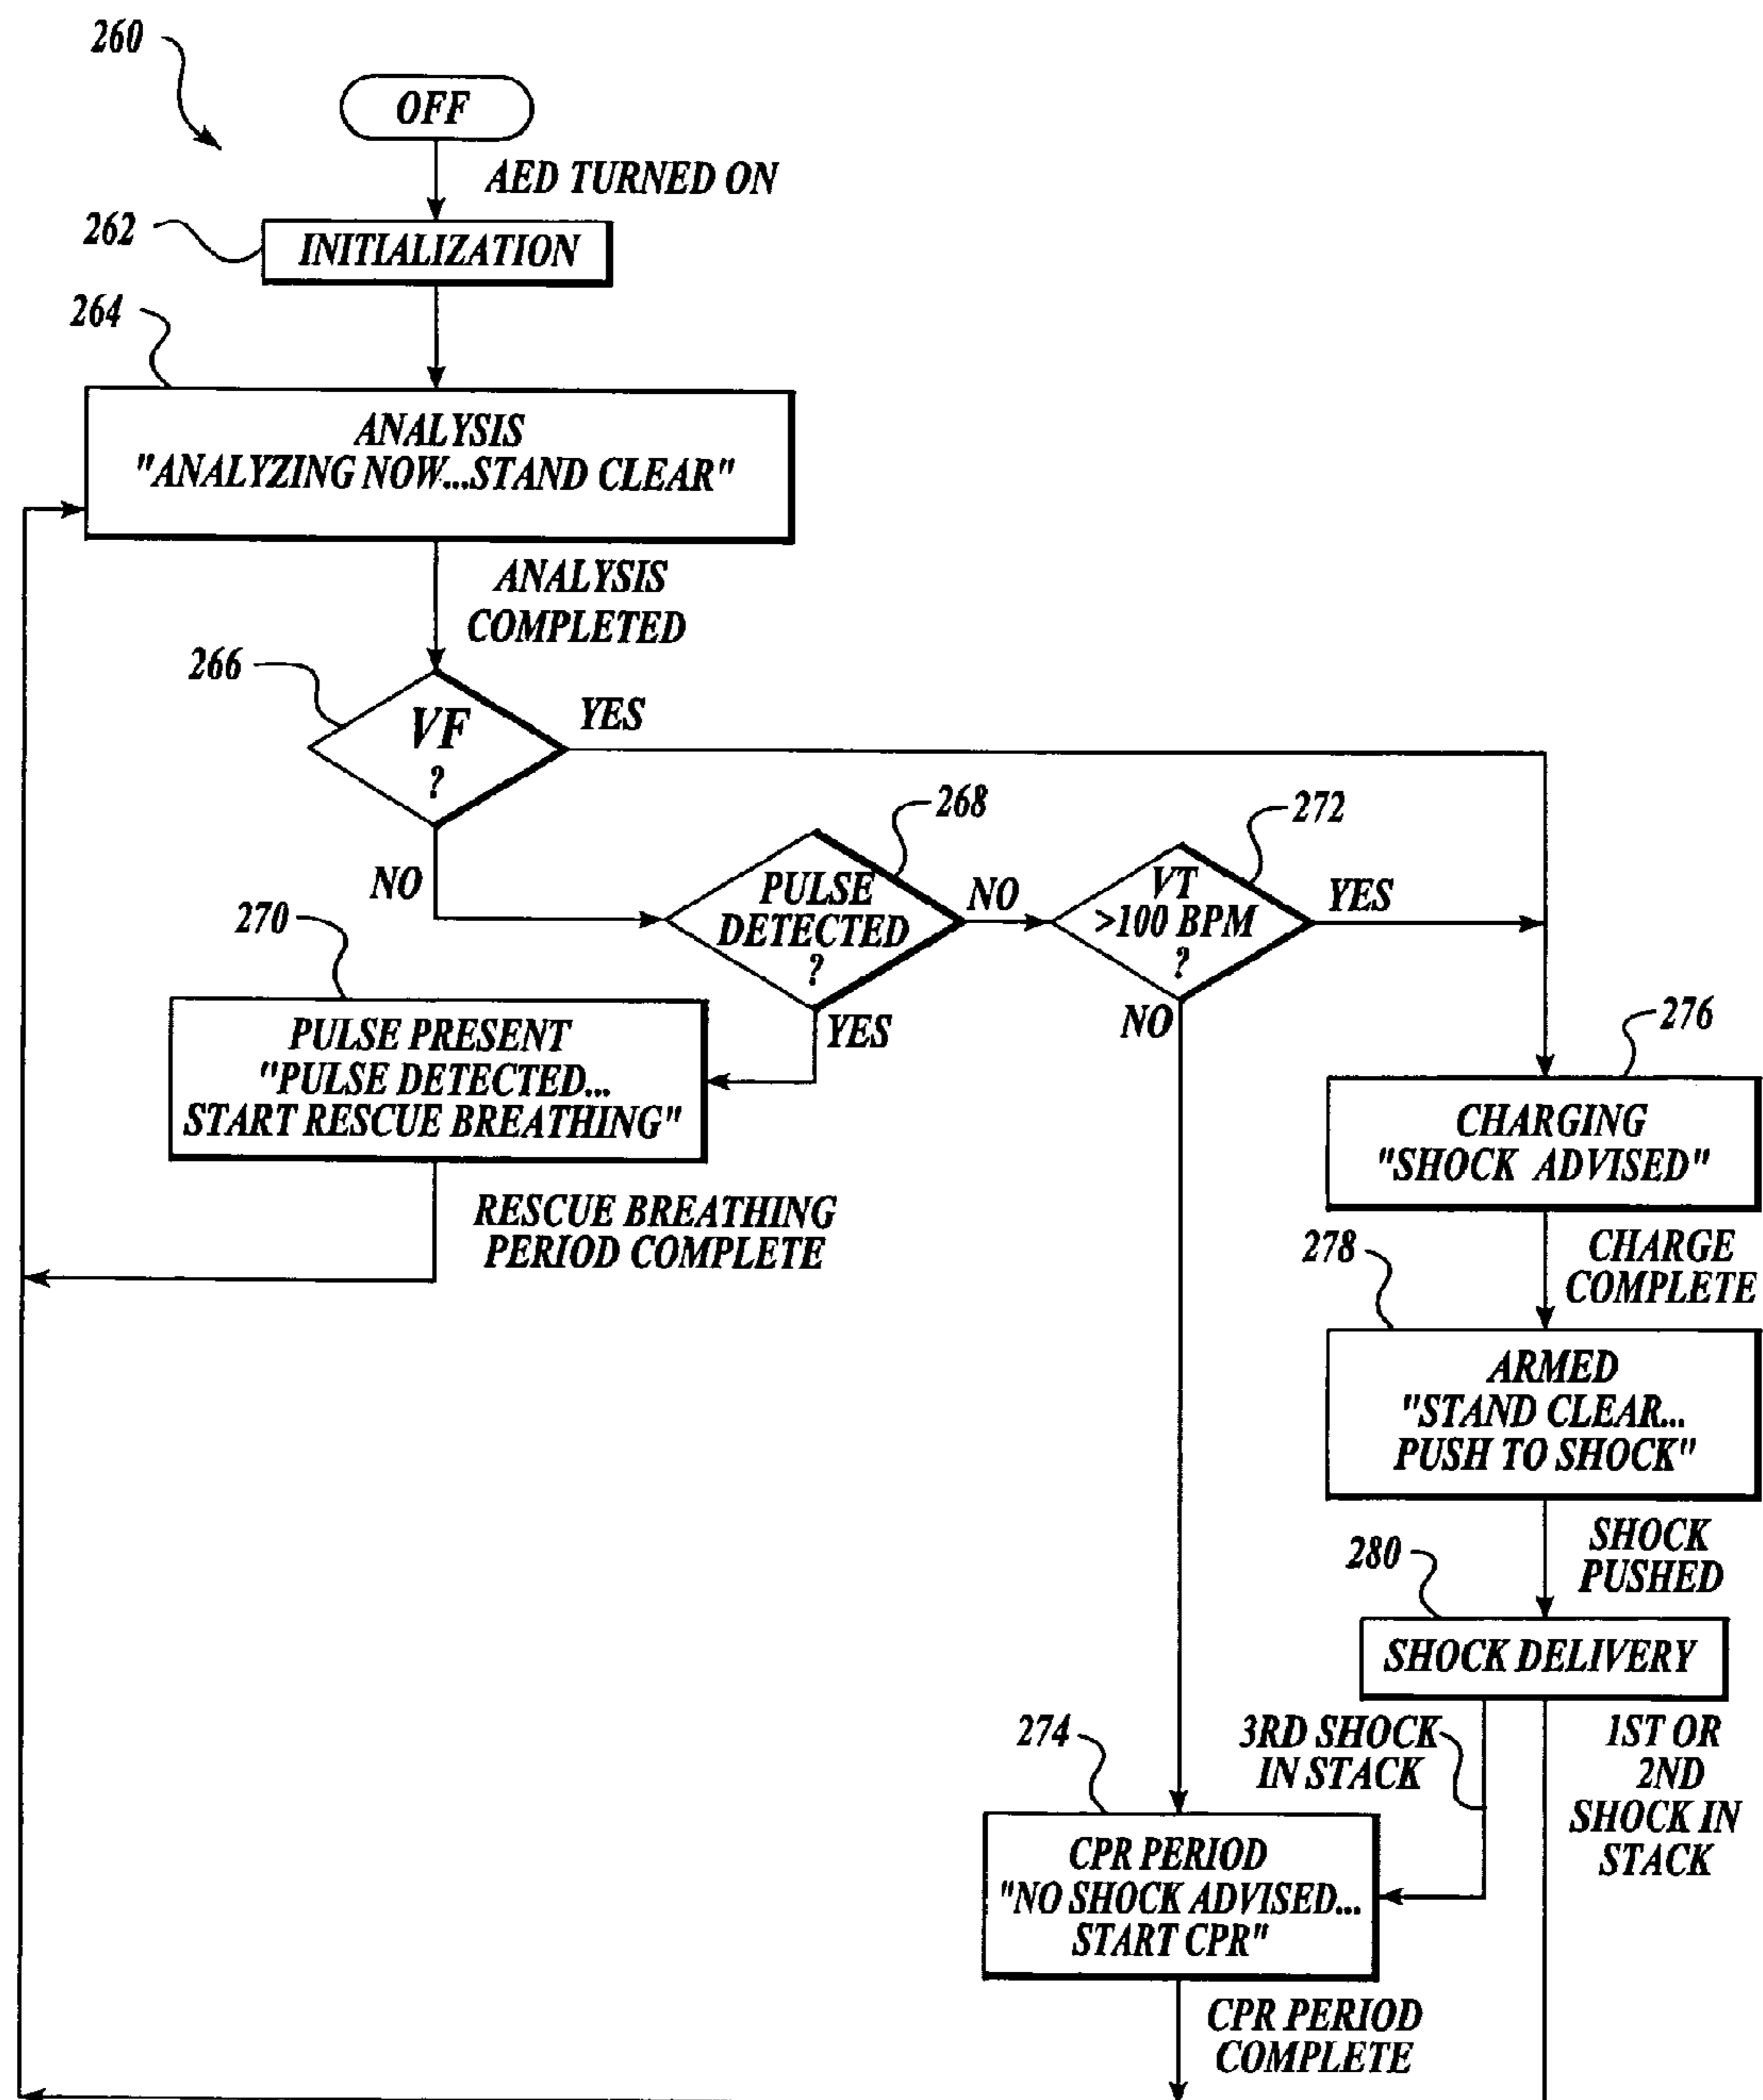 260
OFF
AED TURNED ON
262
INITIALIZATION
264
ANALYSIS
"ANALYZING NOW...STAND CLEAR"
ANALYSIS
COMPLETED
266
VF
?
YES
NO
268
PULSE
DETECTED
?
NO
YES
272
VT
>100 BPM
?
YES
NO
270
PULSE PRESENT
"PULSE DETECTED...
START RESCUE BREATHING"
RESCUE BREATHING
PERIOD COMPLETE
276
CHARGING
"SHOCK ADVISED"
CHARGE
COMPLETE
278
ARMED
"STAND CLEAR...
PUSH TO SHOCK"
SHOCK
PUSHED
280
SHOCK DELIVERY
3RD SHOCK
IN STACK
1ST OR
2ND
SHOCK IN
STACK
274
CPR PERIOD
"NO SHOCK ADVISED...
START CPR"
CPR PERIOD
COMPLETE